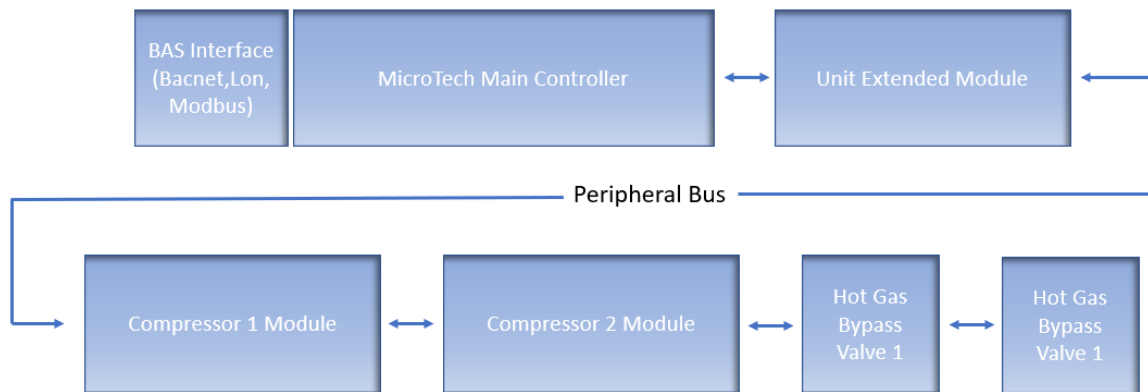 BAS Interface
(Bacnet,Lon,
Modbus)
MicroTech Main Controller
Unit Extended Module
Peripheral Bus
Compressor 1 Module
Compressor 2 Module
Hot Gas
Bypass
Valve 1
Hot Gas
Bypass
Valve 1